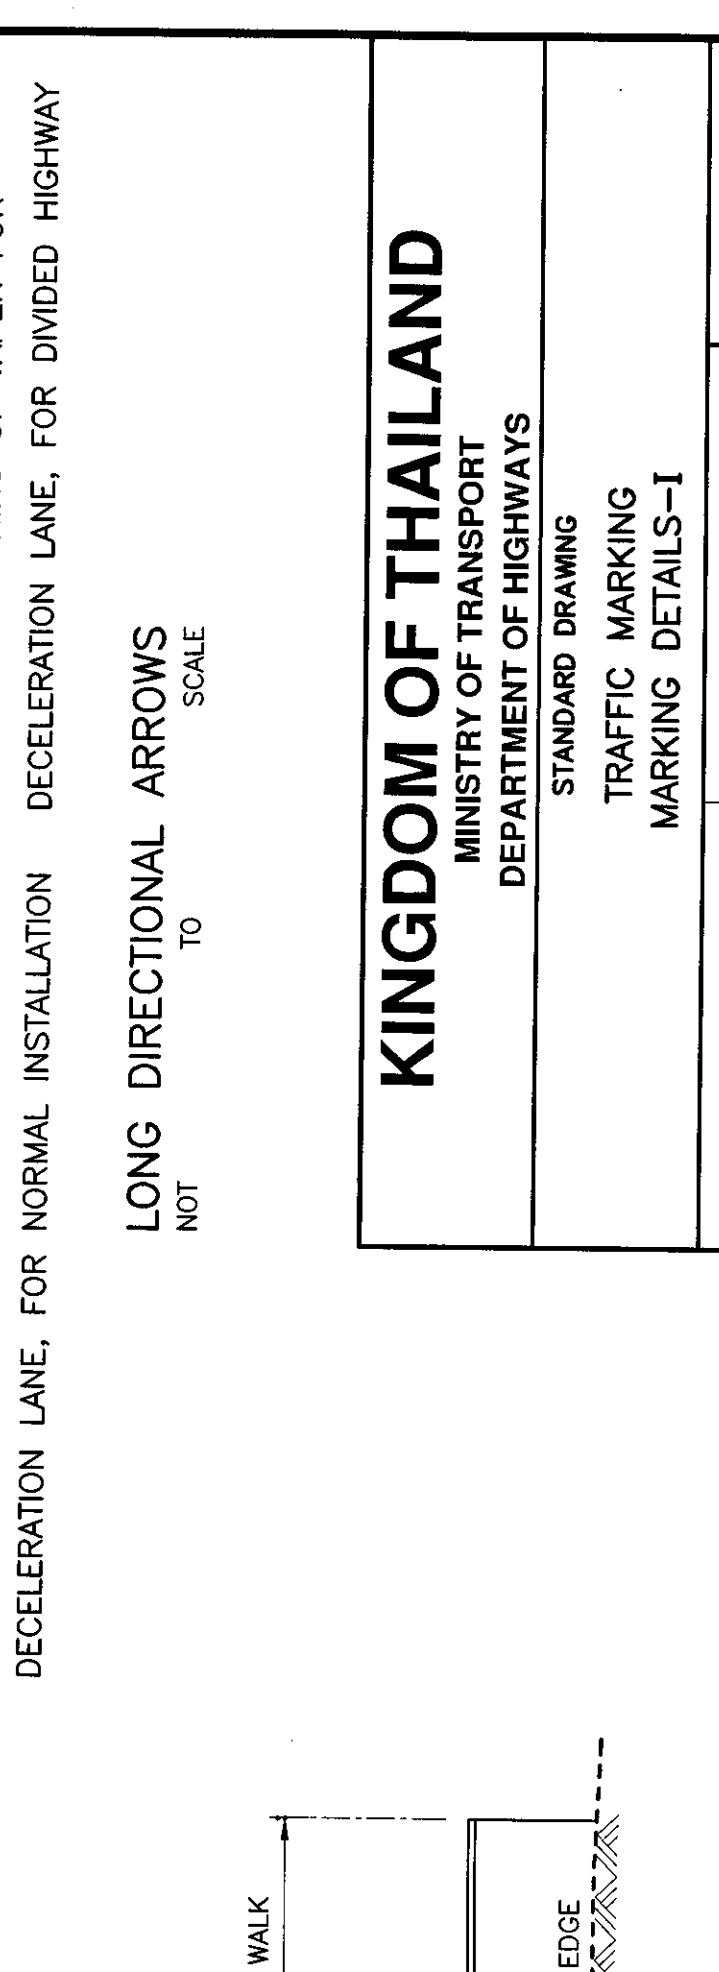 DECELERATION LANE, FOR NORMAL INSTALLATION
DECELERATION LANE, FOR DIVIDED HIGHWAY
LONG DIRECTIONAL ARROWS
NOT TO SCALE
KINGDOM OF THAILAND
MINISTRY OF TRANSPORT
DEPARTMENT OF HIGHWAYS
STANDARD DRAWING
TRAFFIC MARKING
MARKING DETAILS-I
WALK
EDGE